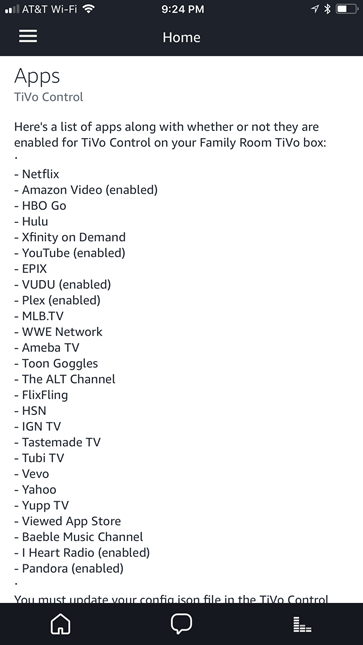 AT&T Wi-Fi 9:24 PM
Home
Apps
TiVo Control
Here's a list of apps along with whether or not they are
enabled for TiVo Control on your Family Room TiVo box:
.
- Netflix
- Amazon Video (enabled)
- HBO Go
- Hulu
- Xfinity on Demand
- YouTube (enabled)
- EPIX
- VUDU (enabled)
- Plex (enabled)
- MLB.TV
- WWE Network
- Ameba TV
- Toon Goggles
- The ALT Channel
- FlixFling
- HSN
- IGN TV
- Tastemade TV
- Tubi TV
- Vevo
- Yahoo
- Yupp TV
- Viewed App Store
- Baeble Music Channel
- I Heart Radio (enabled)
- Pandora (enabled)
.
You must update your config.json file in the TiVo Control